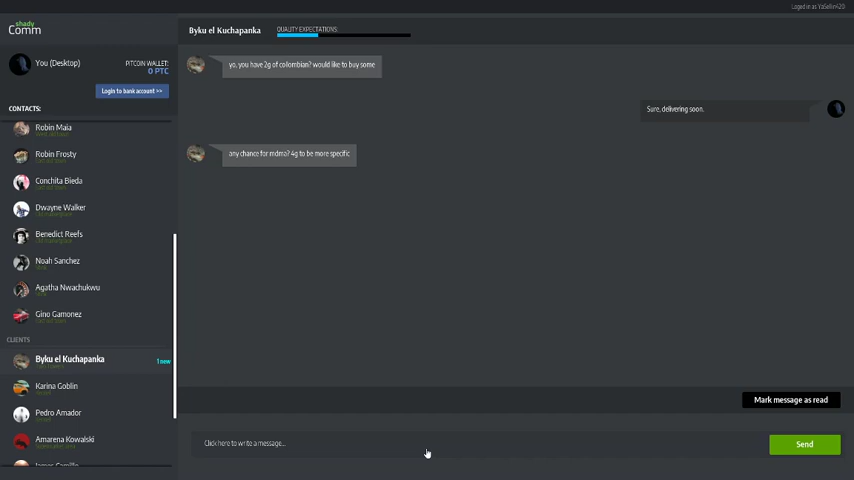 Logged in as YaSellin420
shady
Comm
Byku el Kuchapanka
QUALITY EXPECTATIONS:
You (Desktop)
PITCOIN WALLET:
0 PTC
Login to bank account >>
CONTACTS:
yo, you have 2g of collombian? would like to buy some
Sure, delivering soon.
any chance for mdma? 4g to be more specific
Robin Maia
Robin Frosty
Conchita Bieda
Dwayne Walker
Benedict Reefs
Noah Sanchez
Agatha Nwachukwu
Gino Gamonez
CLIENTS
Byku el Kuchapanka
1 new
Karina Goblin
Pedro Amador
Amarena Kowalski
Mark message as read
Click here to write a message...
Send